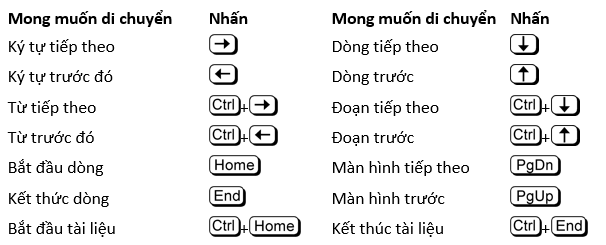 Mong muốn di chuyển Nhấn Mong muốn di chuyển Nhấn
Ký tự tiếp theo → Dòng tiếp theo ↓
Ký tự trước đó ← Dòng trước ↑
Từ tiếp theo Ctrl+→ Đoạn tiếp theo Ctrl+↓
Từ trước đó Ctrl+← Đoạn trước Ctrl+↑
Bắt đầu dòng Home Màn hình tiếp theo PgDn
Kết thức dòng End Màn hình trước PgUp
Bắt đầu tài liệu Ctrl+Home Kết thúc tài liệu Ctrl+End